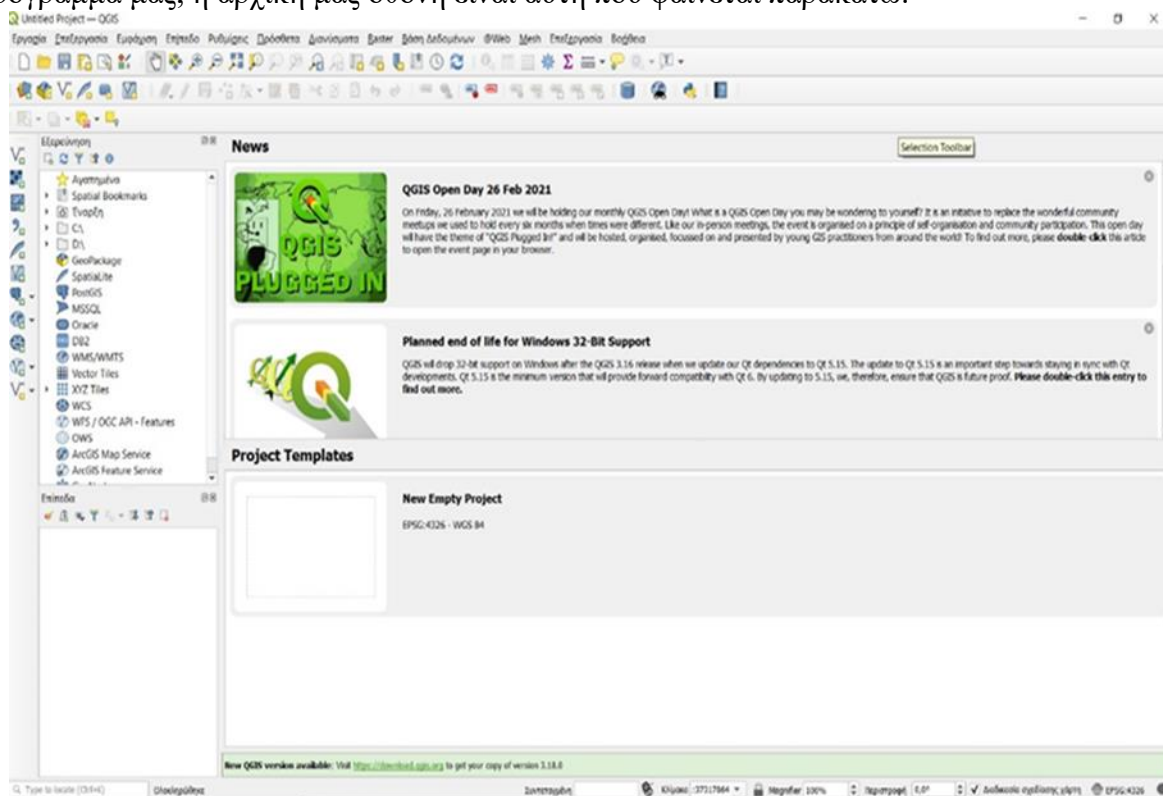 μας, η αρχική μας οθόνη είναι αυτή που φαίνεται παρακάτω:
Untitled Project — QGIS
Εργασία Επεξεργασία Εμφάνιση Επίπεδο Ρυθμίσεις Πρόσθετα Διανύσματα Raster Βάση Δεδομένων Web Mesh Επεξεργασία Βοήθεια
Εξερεύνηση
Αγαπημένα
Spatial Bookmarks
Έναρξη
C:\
D:\
GeoPackage
SpatiaLite
PostGIS
MSSQL
Oracle
DB2
WMS/WMTS
Vector Tiles
XYZ Tiles
WCS
WFS / OGC API - Features
OWS
ArcGIS Map Service
ArcGIS Feature Service
Επίπεδα
News
Selection Toolbar
QGIS
PLUGGED IN
QGIS Open Day 26 Feb 2021
On Friday, 26 February 2021 we will be holding our monthly QGIS Open Day! What is a QGIS Open Day you may be wondering to yourself? It is an initiative to replace the wonderful community
meetups we used to hold every six months when times were different. Like our in-person meetings, the event is organised on a principle of self-organisation and community participation. This open day
will have the theme of "QGIS Plugged In!" and will be hosted, organised, focussed on and presented by young GIS practitioners from around the world! To find out more, please double-click this article
to open the event page in your browser.
Planned end of life for Windows 32-Bit Support
QGIS will drop 32-bit support on Windows after the QGIS 3.16 release when we update our Qt dependencies to Qt 5.15. The update to Qt 5.15 is an important step towards staying in sync with Qt
developments. Qt 5.15 is the minimum version that will provide forward compatibility with Qt 6. By updating to 5.15, we, therefore, ensure that QGIS is future proof. Please double-click this entry to
find out more.
Project Templates
New Empty Project
EPSG:4326 - WGS 84
New QGIS version available: Visit https://download.qgis.org to get your copy of version 3.18.0
Type to locate (Ctrl+K) Ολοκληρώθηκε Συντεταγμένη Κλίμακα Magnifier 100% Περιστροφή 0,0° Διαδικασία σχεδίασης χάρτη EPSG:4326